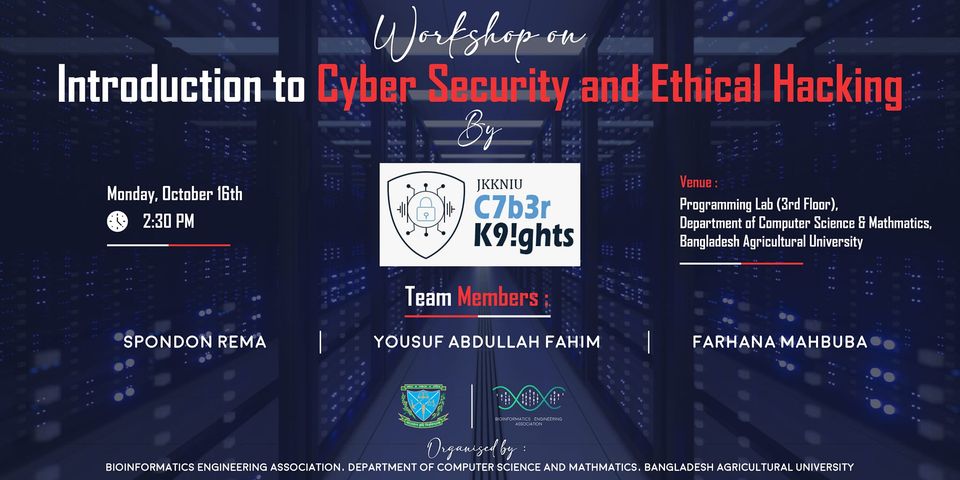 Workshop on
Introduction to Cyber Security and Ethical Hacking
By
JKKNIU
C7b3r
K9!ghts
Monday, October 16th
2:30 PM
Venue :
Programming Lab (3rd Floor),
Department of Computer Science & Mathmatics,
Bangladesh Agricultural University
Team Members :
SPONDON REMA | YOUSUF ABDULLAH FAHIM | FARHANA MAHBUBA
BIOINFORMATICS ENGINEERING
ASSOCIATION
Organised by :
BIOINFORMATICS ENGINEERING ASSOCIATION. DEPARTMENT OF COMPUTER SCIENCE AND MATHMATICS. BANGLADESH AGRICULTURAL UNIVERSITY